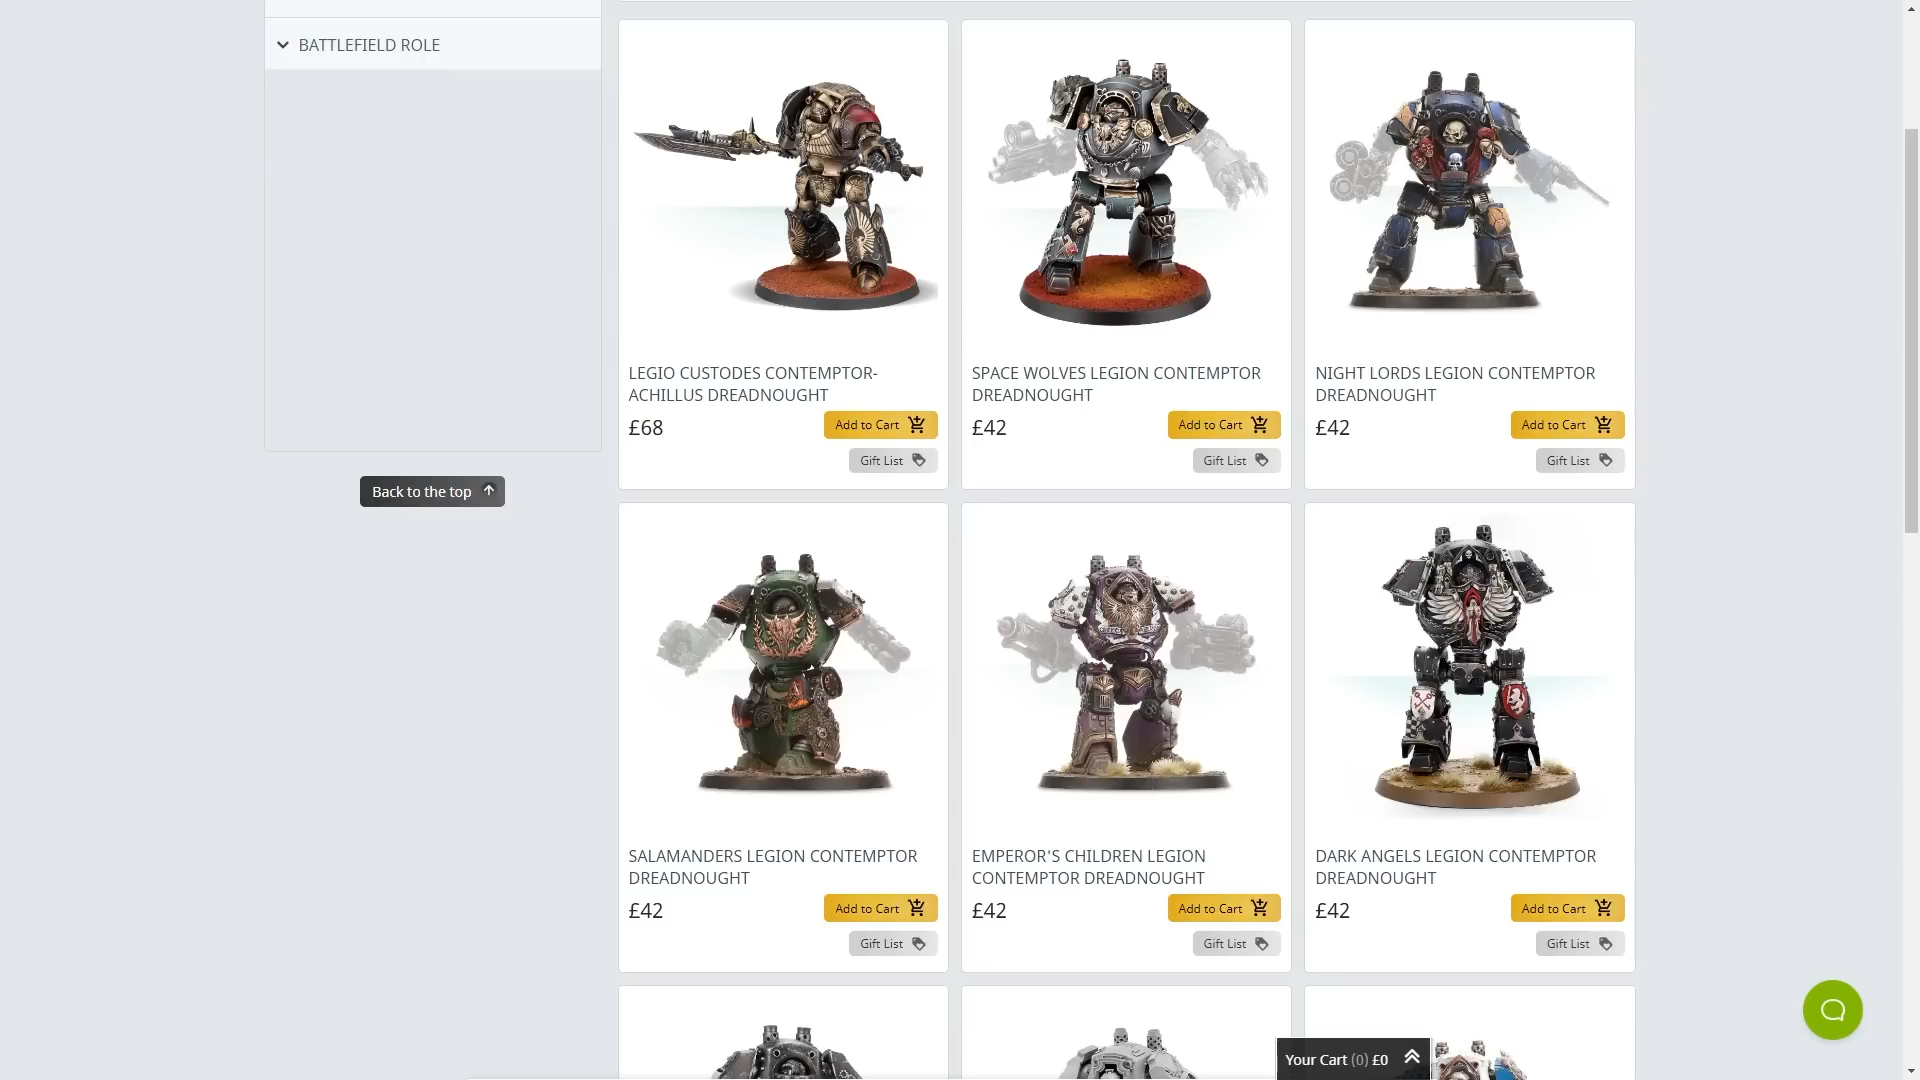 BATTLEFIELD ROLE
Back to the top
LEGIO CUSTODES CONTEMPTOR-
ACHILLUS DREADNOUGHT
£68
Add to Cart
Gift List
SPACE WOLVES LEGION CONTEMPTOR
DREADNOUGHT
£42
Add to Cart
Gift List
NIGHT LORDS LEGION CONTEMPTOR
DREADNOUGHT
£42
Add to Cart
Gift List
SALAMANDERS LEGION CONTEMPTOR
DREADNOUGHT
£42
Add to Cart
Gift List
EMPEROR'S CHILDREN LEGION
CONTEMPTOR DREADNOUGHT
£42
Add to Cart
Gift List
DARK ANGELS LEGION CONTEMPTOR
DREADNOUGHT
£42
Add to Cart
Gift List
Your Cart (0) £0